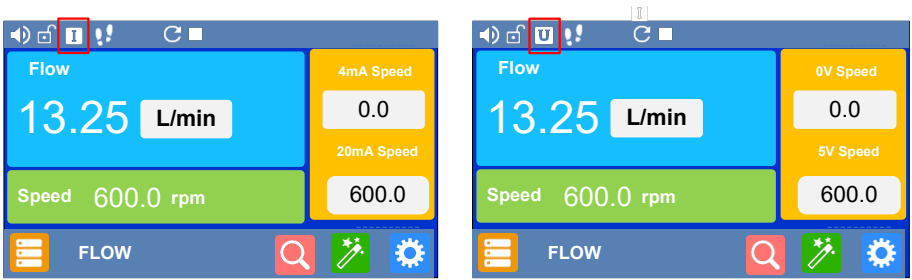 I
Flow
4mA Speed
13.25 L/min
0.0
20mA Speed
Speed 600.0 rpm
600.0
FLOW
I
U
Flow
0V Speed
13.25 L/min
0.0
5V Speed
Speed 600.0 rpm
600.0
FLOW